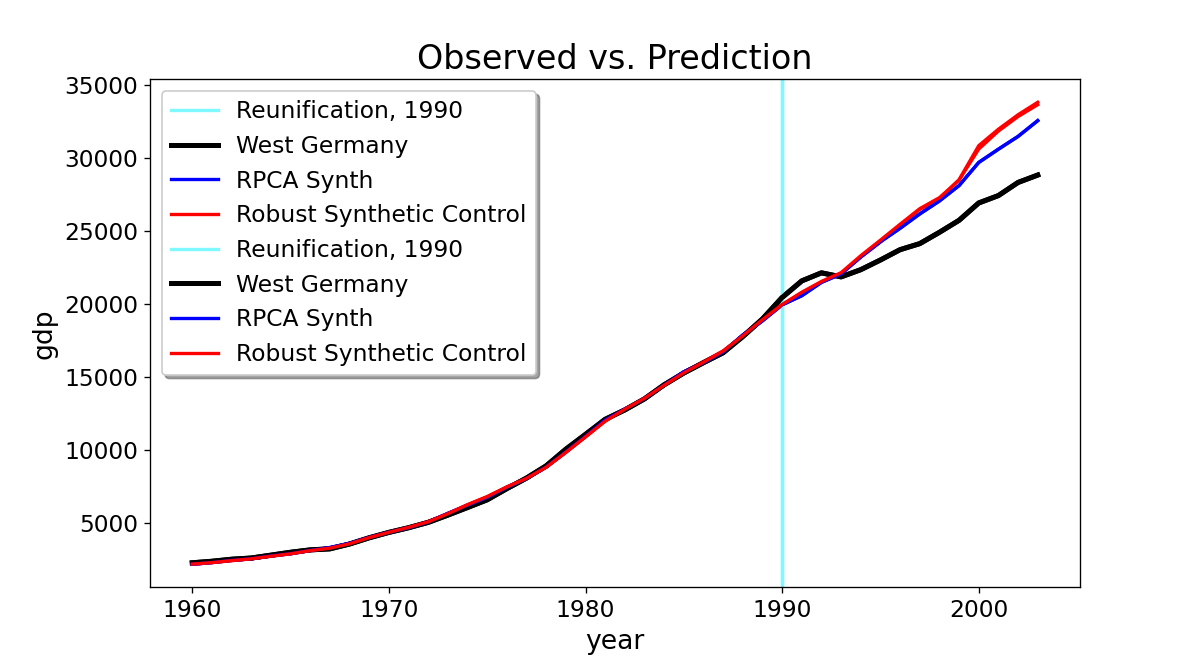 Observed vs. Prediction
35000
30000
25000
20000
15000
10000
5000
gdp
Reunification, 1990
West Germany
RPCA Synth
Robust Synthetic Control
Reunification, 1990
West Germany
RPCA Synth
Robust Synthetic Control
1960 1970 1980 1990 2000
year